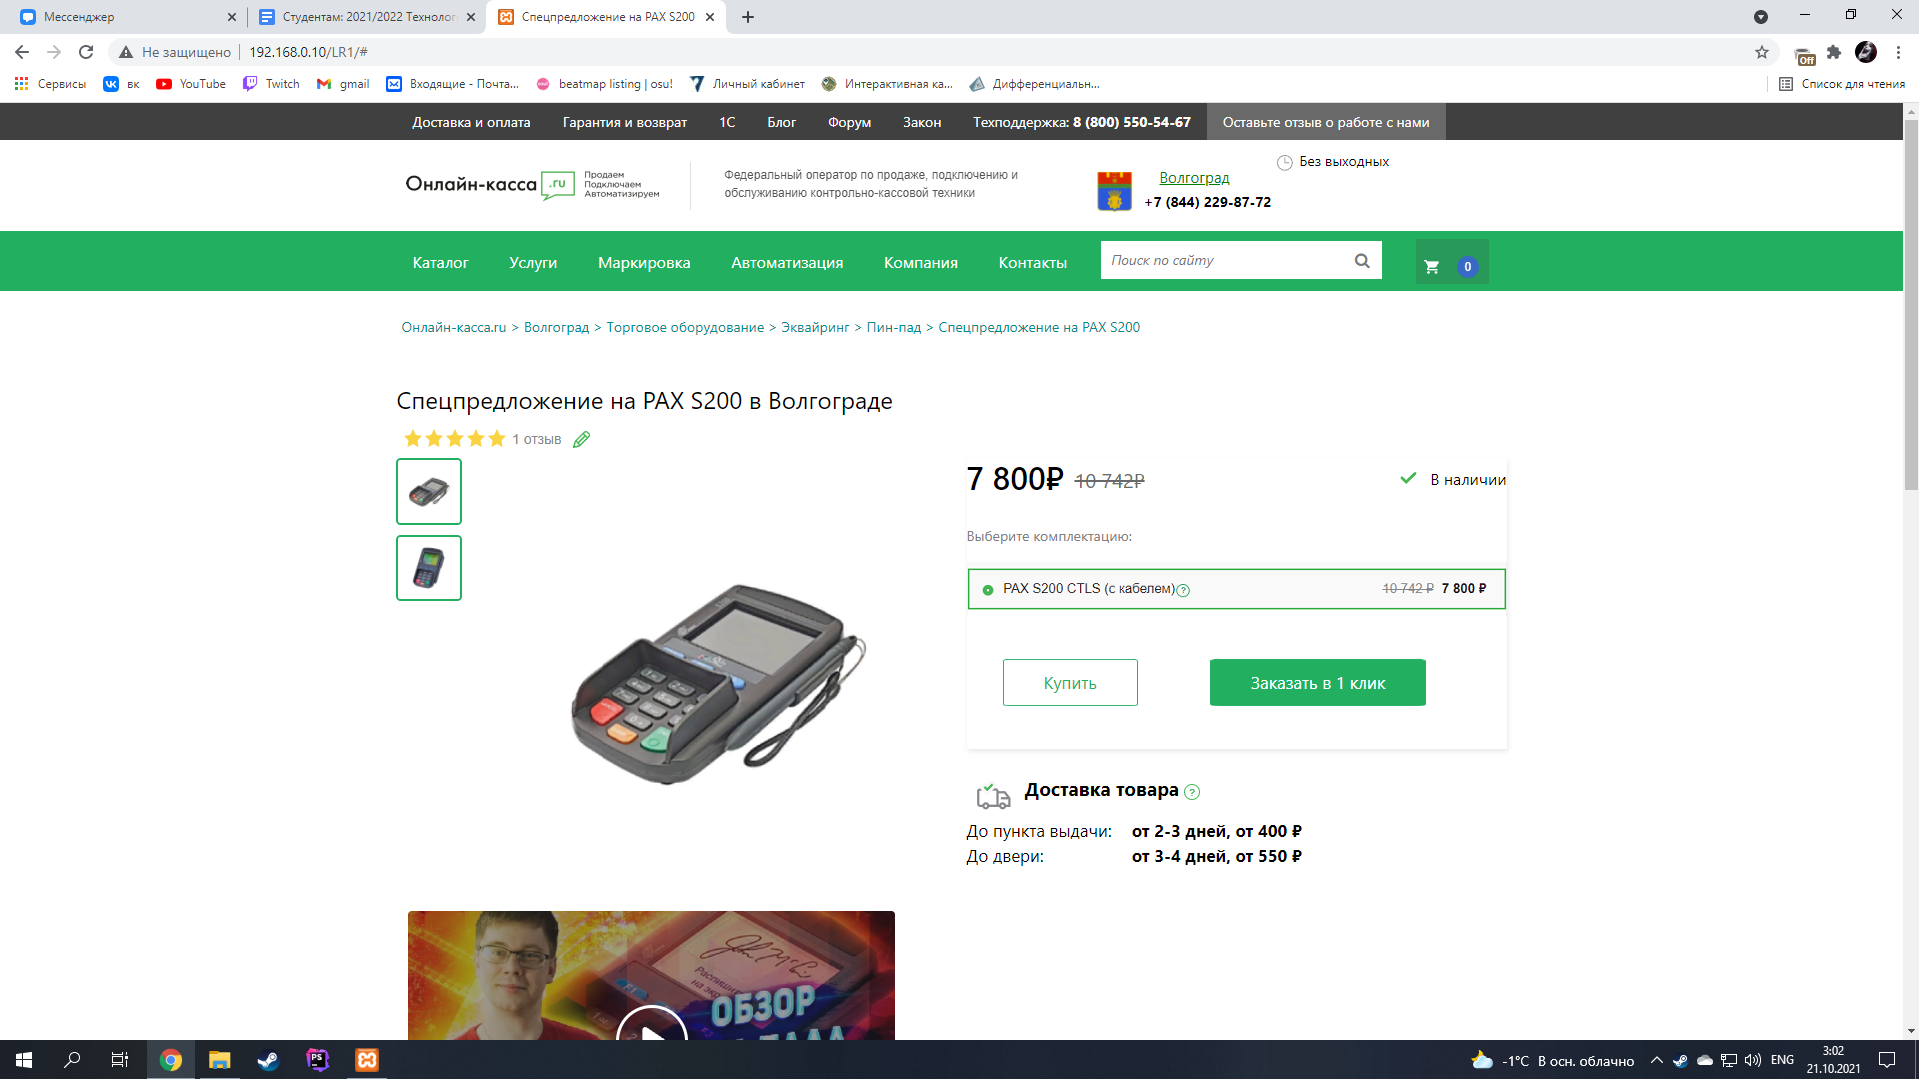 Мессенджер
Студентам: 2021/2022 Технолог
Спецпредложение на PAX S200
Не защищено
192.168.0.10/LR1/#
Off
Сервисы
вк
YouTube
Twitch
gmail
Входящие - Почта...
beatmap listing | osu!
Личный кабинет
Интерактивная ка...
Дифференциальн...
Список для чтения
Доставка и оплата
Гарантия и возврат
1С
Блог
Форум
Закон
Техподдержка: 8 (800) 550-54-67
Оставьте отзыв о работе с нами
Онлайн-касса .ru
Продаем
Подключаем
Автоматизируем
Федеральный оператор по продаже, подключению и
обслуживанию контрольно-кассовой техники
Волгоград
+7 (844) 229-87-72
Без выходных
Каталог
Услуги
Маркировка
Автоматизация
Компания
Контакты
Поиск по сайту
0
Онлайн-касса.ru > Волгоград > Торговое оборудование > Эквайринг > Пин-пад > Спецпредложение на PAX S200
Спецпредложение на PAX S200 в Волгограде
1 отзыв
7 800₽ 10 742₽
В наличии
Выберите комплектацию:
PAX S200 CTLS (с кабелем) ?
10 742 ₽ 7 800 ₽
Купить
Заказать в 1 клик
Доставка товара ?
До пункта выдачи: от 2-3 дней, от 400 ₽
До двери: от 3-4 дней, от 550 ₽
ОБЗОР
-1°C В осн. облачно
ENG
3:02
21.10.2021